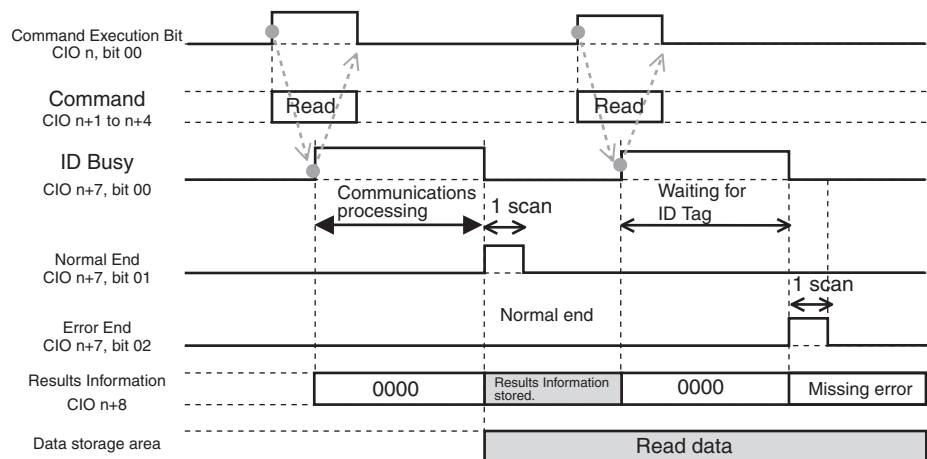 Command Execution Bit
CIO n, bit 00
Command
CIO n+1 to n+4
Read
Read
ID Busy
CIO n+7, bit 00
Communications
processing
1 scan
Waiting for
ID Tag
Normal End
CIO n+7, bit 01
1 scan
Normal end
Error End
CIO n+7, bit 02
Results Information
CIO n+8
0000
Results Information
stored.
0000
Missing error
Data storage area
Read data